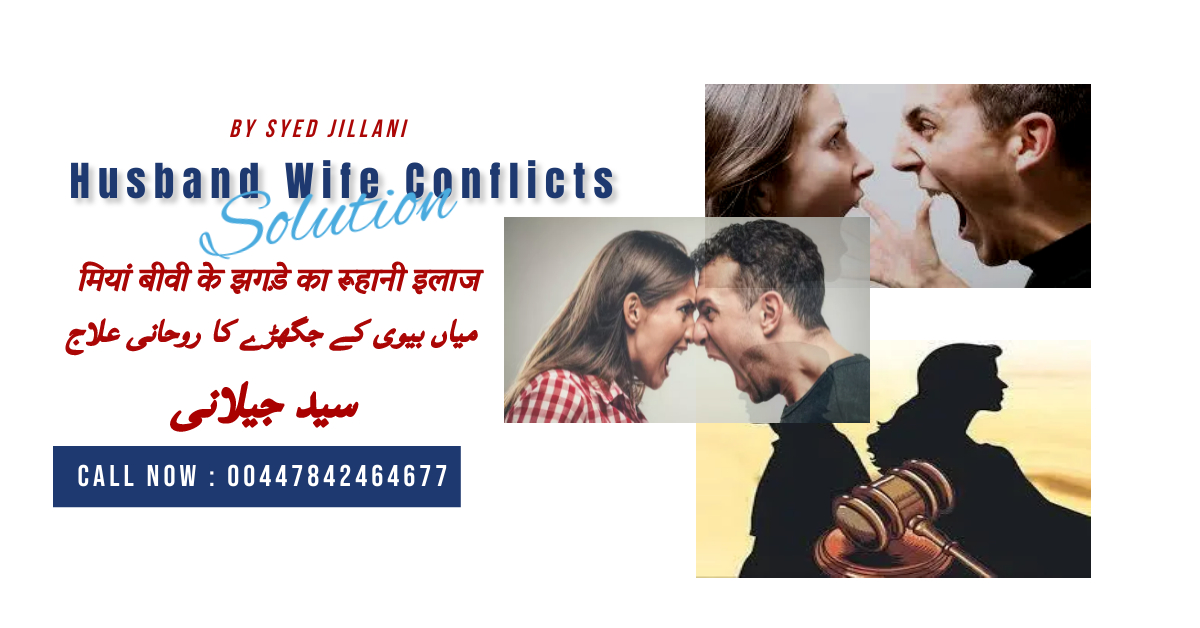 BY SYED JILLANI
Husband Wife Conflicts
Solution
मियां बीवी के झगड़े का रूहानी इलाज
میاں بیوی کے جگھڑے کا روحانی علاج
سید جیلانی
CALL NOW : 00447842464677